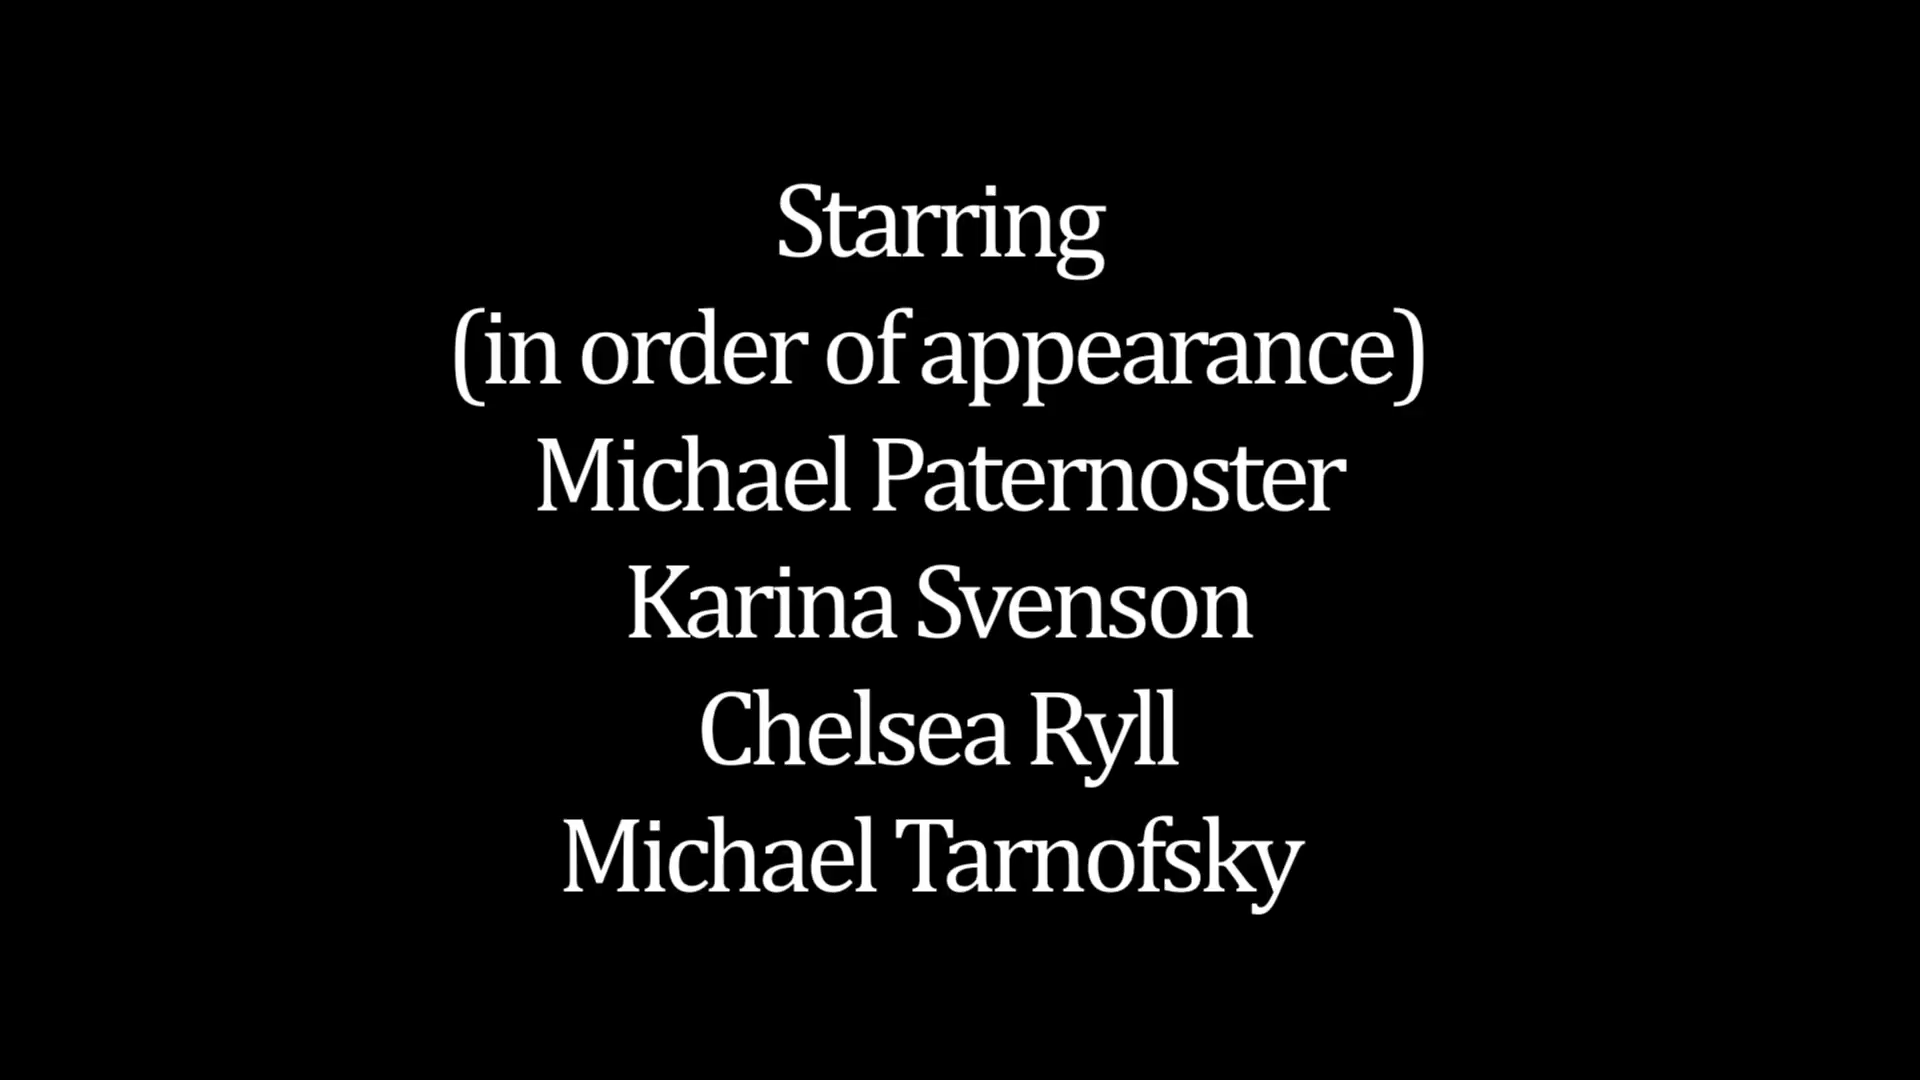 Starring
(in order of appearance)
Michael Paternoster
Karina Svenson
Chelsea Ryll
Michael Tarnofsky